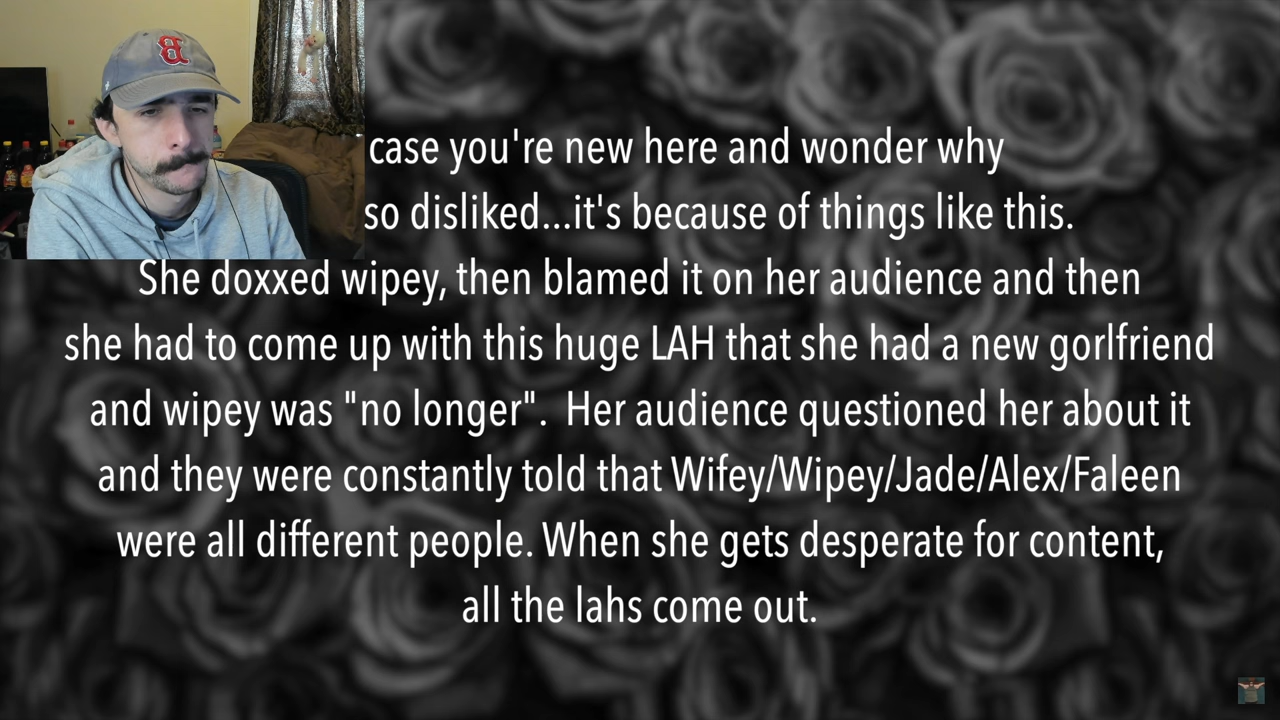 case you're new here and wonder why
so disliked...it's because of things like this.
She doxxed wipey, then blamed it on her audience and then
she had to come up with this huge LAH that she had a new gorlfriend
and wipey was "no longer".  Her audience questioned her about it
and they were constantly told that Wifey/Wipey/Jade/Alex/Faleen
were all different people. When she gets desperate for content,
all the lahs come out.